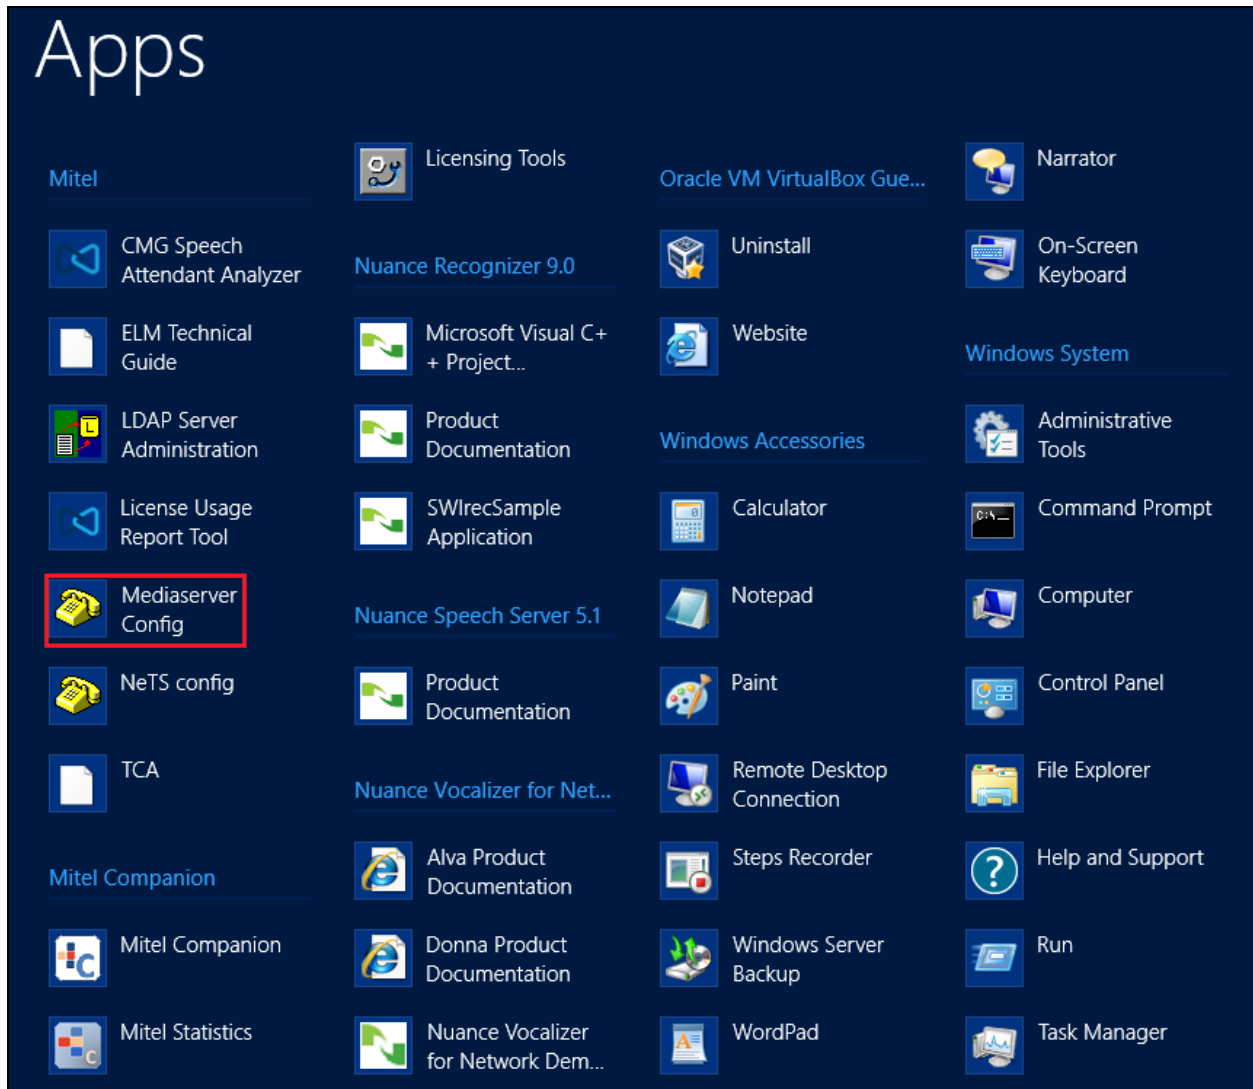 Apps
Mitel
CMG Speech
Attendant Analyzer
ELM Technical
Guide
LDAP Server
Administration
License Usage
Report Tool
Mediaserver
Config
NeTS config
TCA
Mitel Companion
Mitel Companion
Mitel Statistics
Licensing Tools
Nuance Recognizer 9.0
Microsoft Visual C+
+ Project...
Product
Documentation
SWIrecSample
Application
Nuance Speech Server 5.1
Product
Documentation
Nuance Vocalizer for Net...
Alva Product
Documentation
Donna Product
Documentation
Nuance Vocalizer
for Network Dem...
Oracle VM VirtualBox Gue...
Uninstall
Website
Windows Accessories
Calculator
Notepad
Paint
Remote Desktop
Connection
Steps Recorder
Windows Server
Backup
WordPad
Narrator
On-Screen
Keyboard
Windows System
Administrative
Tools
Command Prompt
Computer
Control Panel
File Explorer
Help and Support
Run
Task Manager